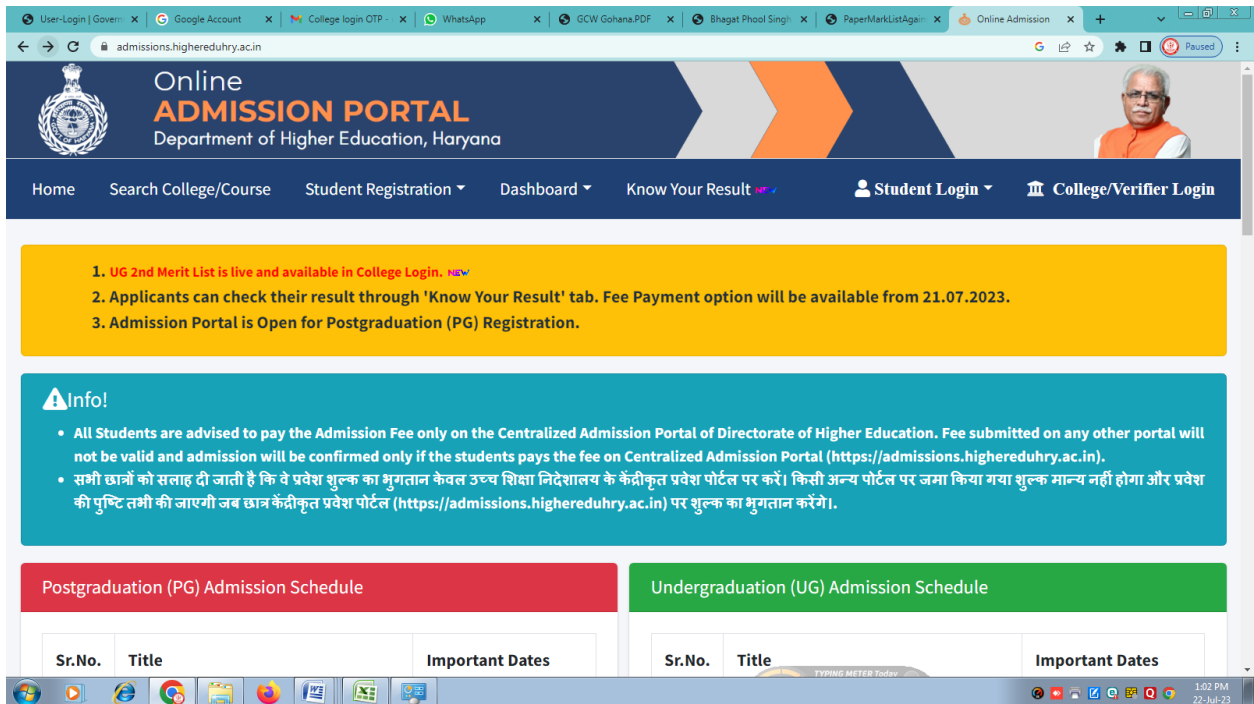 User-Login | Govern
Google Account
College login OTP -
WhatsApp
GCW Gohana.PDF
Bhagat Phool Singh
PaperMarkListAgain
Online Admission
admissions.highereduhry.ac.in
Paused
Online
ADMISSION PORTAL
Department of Higher Education, Haryana
Home Search College/Course Student Registration Dashboard Know Your Result NEW Student Login College/Verifier Login
1. UG 2nd Merit List is live and available in College Login. NEW
2. Applicants can check their result through 'Know Your Result' tab. Fee Payment option will be available from 21.07.2023.
3. Admission Portal is Open for Postgraduation (PG) Registration.
Info!
• All Students are advised to pay the Admission Fee only on the Centralized Admission Portal of Directorate of Higher Education. Fee submitted on any other portal will
not be valid and admission will be confirmed only if the students pays the fee on Centralized Admission Portal (https://admissions.highereduhry.ac.in).
• सभी छात्रों को सलाह दी जाती है कि वे प्रवेश शुल्क का भुगतान केवल उच्च शिक्षा निदेशालय के केंद्रीकृत प्रवेश पोर्टल पर करें। किसी अन्य पोर्टल पर जमा किया गया शुल्क मान्य नहीं होगा और प्रवेश
की पुष्टि तभी की जाएगी जब छात्र केंद्रीकृत प्रवेश पोर्टल (https://admissions.highereduhry.ac.in) पर शुल्क का भुगतान करेंगे।.
Postgraduation (PG) Admission Schedule
Undergraduation (UG) Admission Schedule
Sr.No. Title Important Dates
Sr.No. Title Important Dates
TYPING METER Today
1:02 PM
22-Jul-23